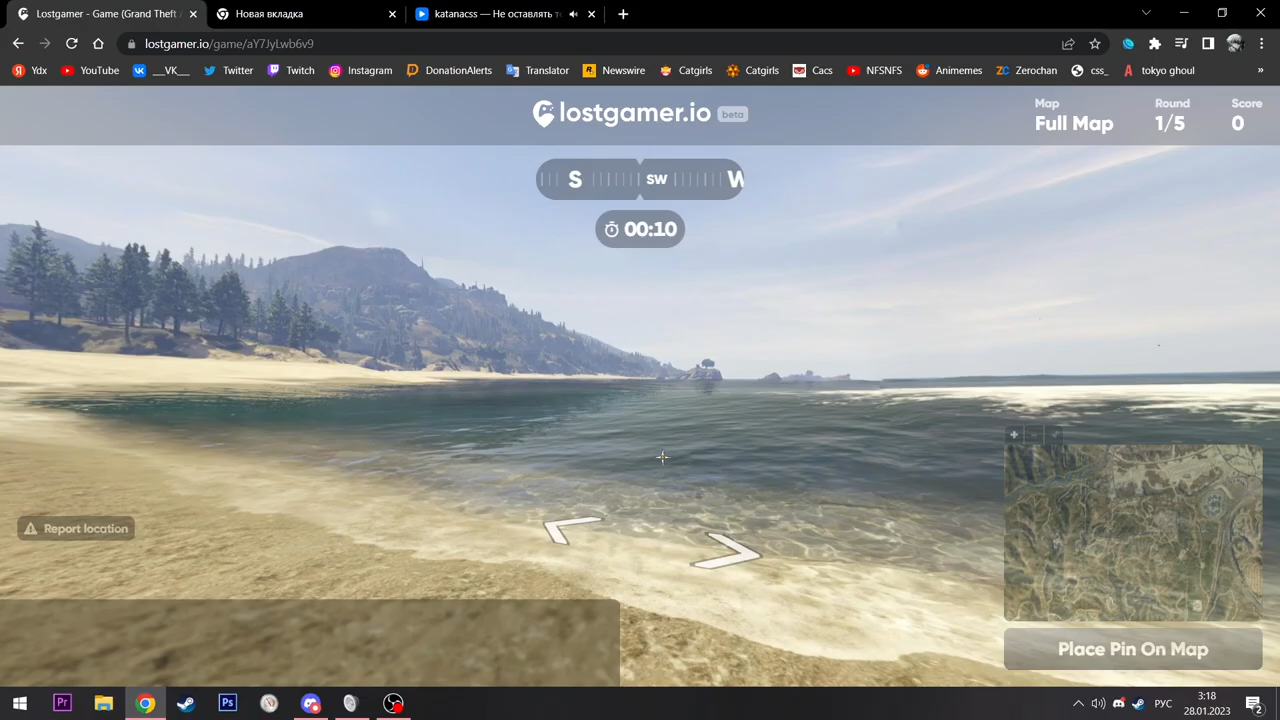 Lostgamer - Game (Grand Theft A
Новая вкладка
katanacss — Не оставлять т
lostgamer.io/game/aY7JyLwb6v9
Ydx
YouTube
__VK__
Twitter
Twitch
Instagram
DonationAlerts
Translator
Newswire
Catgirls
Catgirls
Cacs
NFSNFS
Animemes
Zerochan
css_
tokyo ghoul
»
lostgamer.io beta
Map
Full Map
Round
1/5
Score
0
S SW W
00:10
Report location
Place Pin On Map
Pr
Ps
РУС
3:18
28.01.2023
2